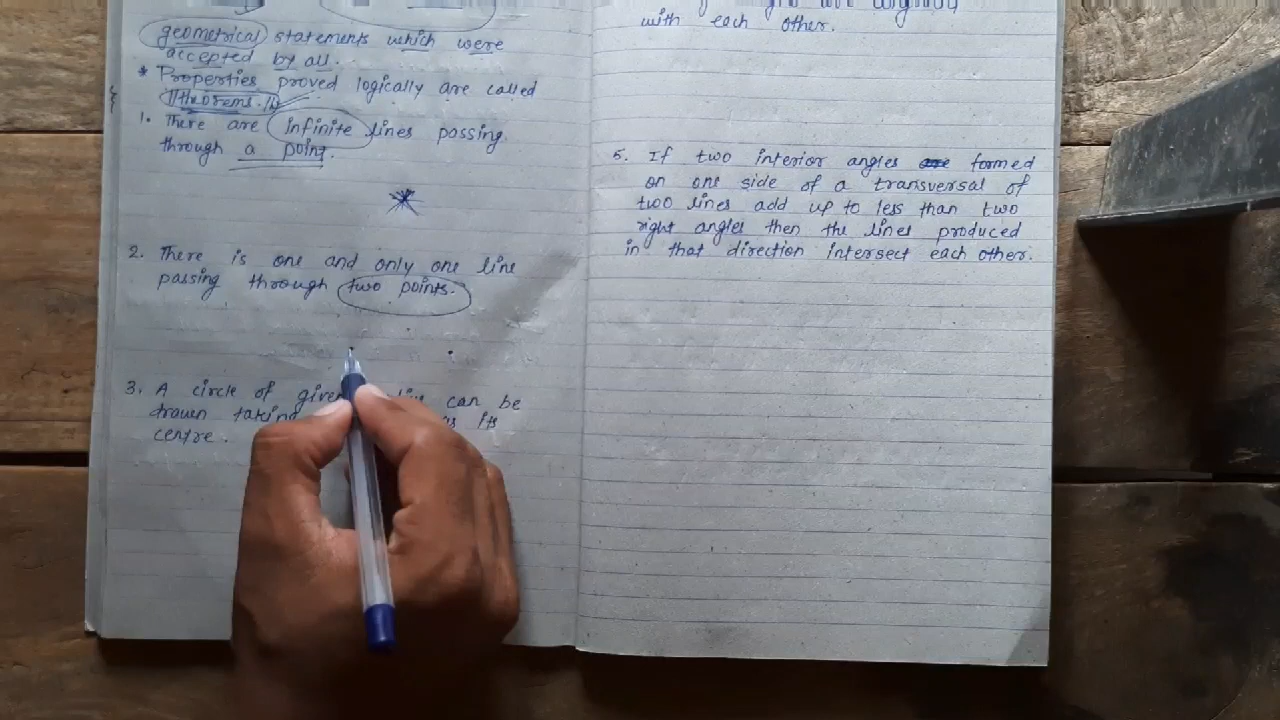 geometrical statements which were
accepted by all.
* Properties proved logically are called
theorems.
1. There are infinite lines passing
through a point.
2. There is one and only one line
passing through two points.
3. A circle of given can be
drawn taking its
centre.
with each other.
5. If two interior angles are formed
on one side of a transversal of
two lines add up to less than two
right angles then the lines produced
in that direction intersect each other.